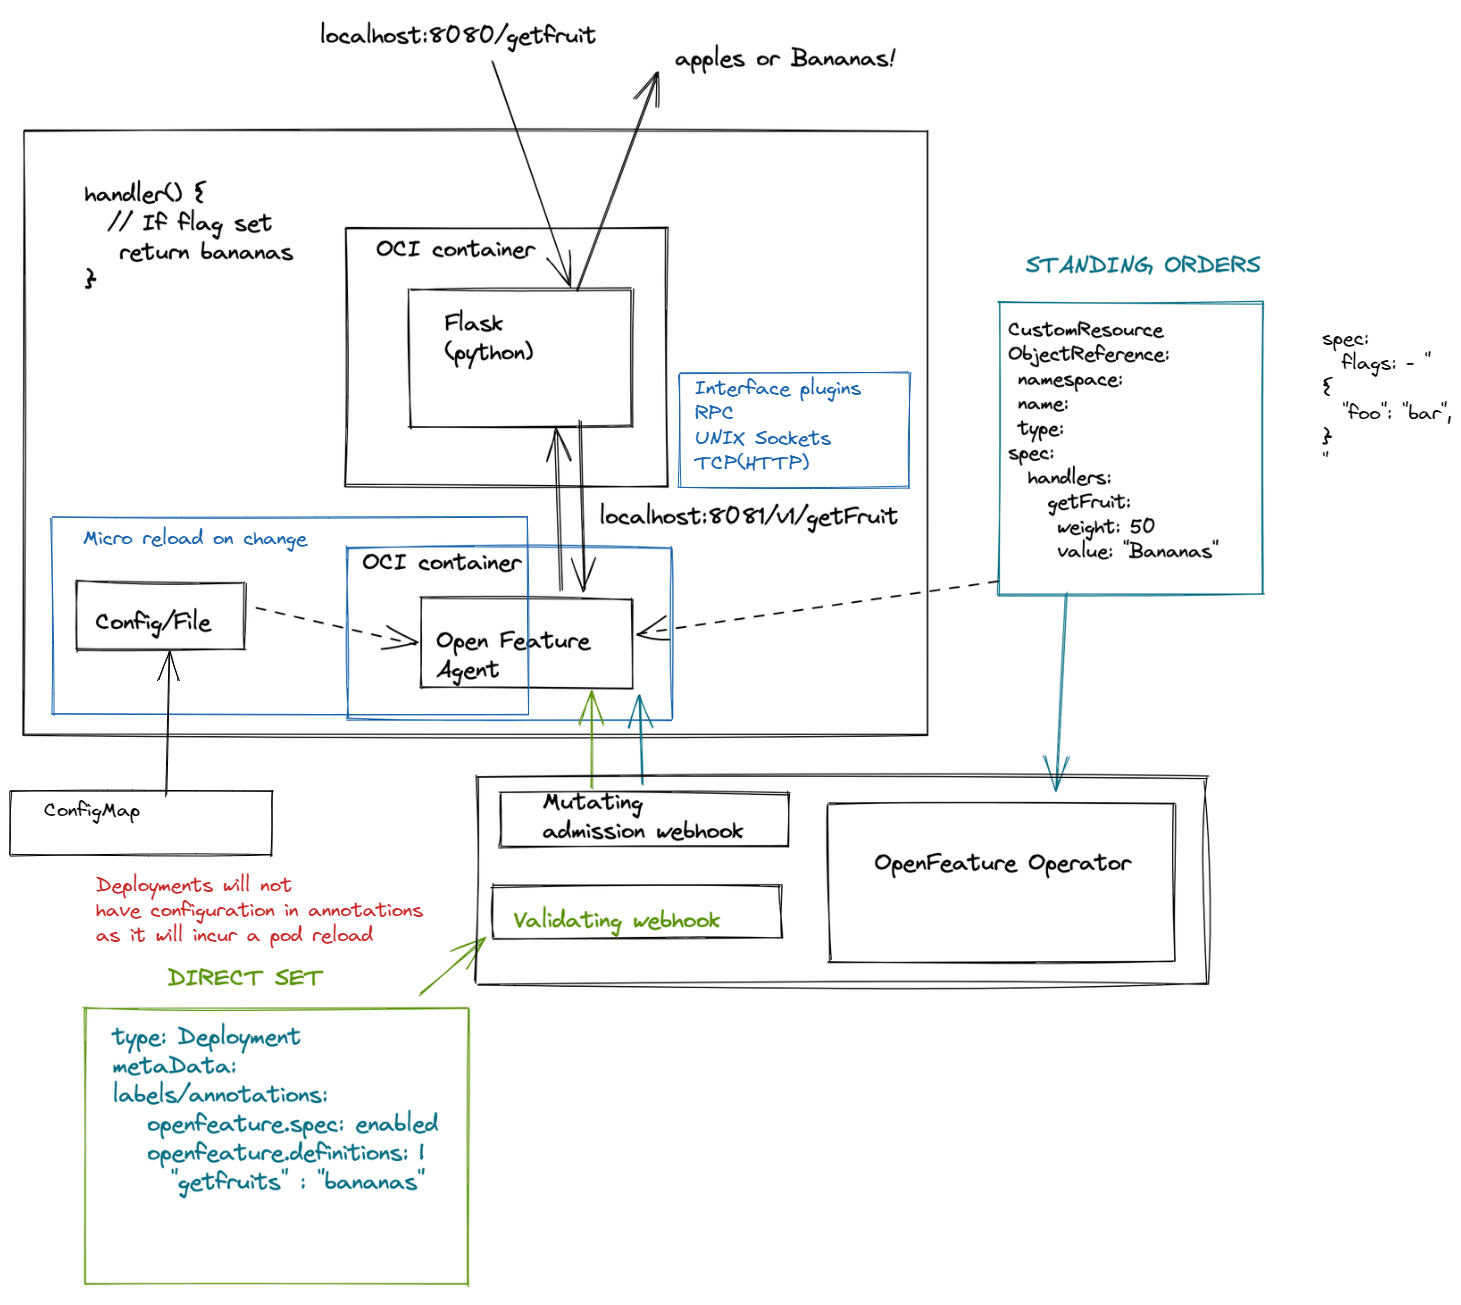 localhost:8080/getfruit
apples or Bananas!
handler() {
// If flag set
return bananas
}
OCI container
Flask
(python)
Interface plugins
RPC
UNIX Sockets
TCP(HTTP)
STANDING ORDERS
CustomResource
ObjectReference:
namespace:
name:
type:
spec:
handlers:
getFruit:
weight: 50
value: "Bananas"
spec:
flags: - "
{
"foo": "bar",
}
"
localhost:8081/v1/getFruit
Micro reload on change
OCI container
Config/File
Open Feature
Agent
ConfigMap
Mutating
admission webhook
OpenFeature Operator
Validating webhook
Deployments will not
have configuration in annotations
as it will incur a pod reload
DIRECT SET
type: Deployment
metaData:
labels/annotations:
openfeature.spec: enabled
openfeature.definitions: |
"getfruits" : "bananas"